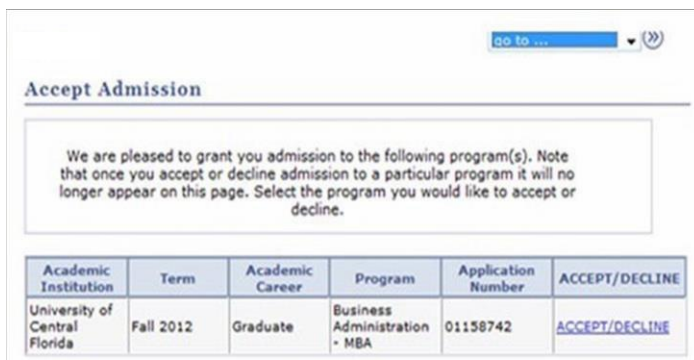 go to ...
Accept Admission
We are pleased to grant you admission to the following program(s). Note
that once you accept or decline admission to a particular program it will no
longer appear on this page. Select the program you would like to accept or
decline.
Academic Institution Term Academic Career Program Application Number ACCEPT/DECLINE
University of Central Florida Fall 2012 Graduate Business Administration - MBA 01158742 ACCEPT/DECLINE